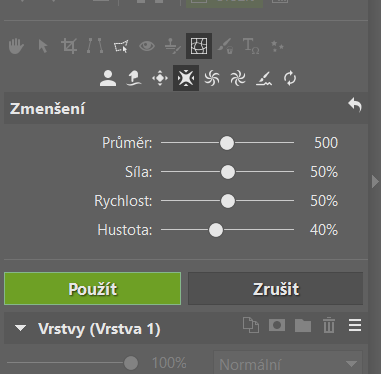 Zmenšení
Průměr: 500
Síla: 50%
Rychlost: 50%
Hustota: 40%
Použít Zrušit
Vrstvy (Vrstva 1)
100% Normální